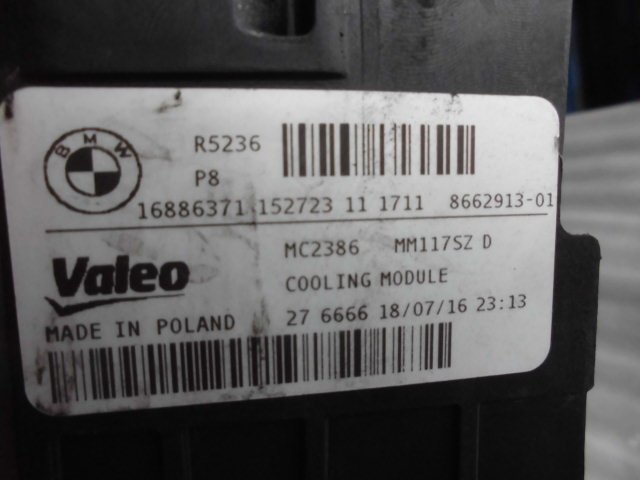 BMW
R5236
P8
16886371 152723 11 1711 8662913-01
Valeo
MC2386 MM117SZ D
COOLING MODULE
MADE IN POLAND 27 6666 18/07/16 23:13